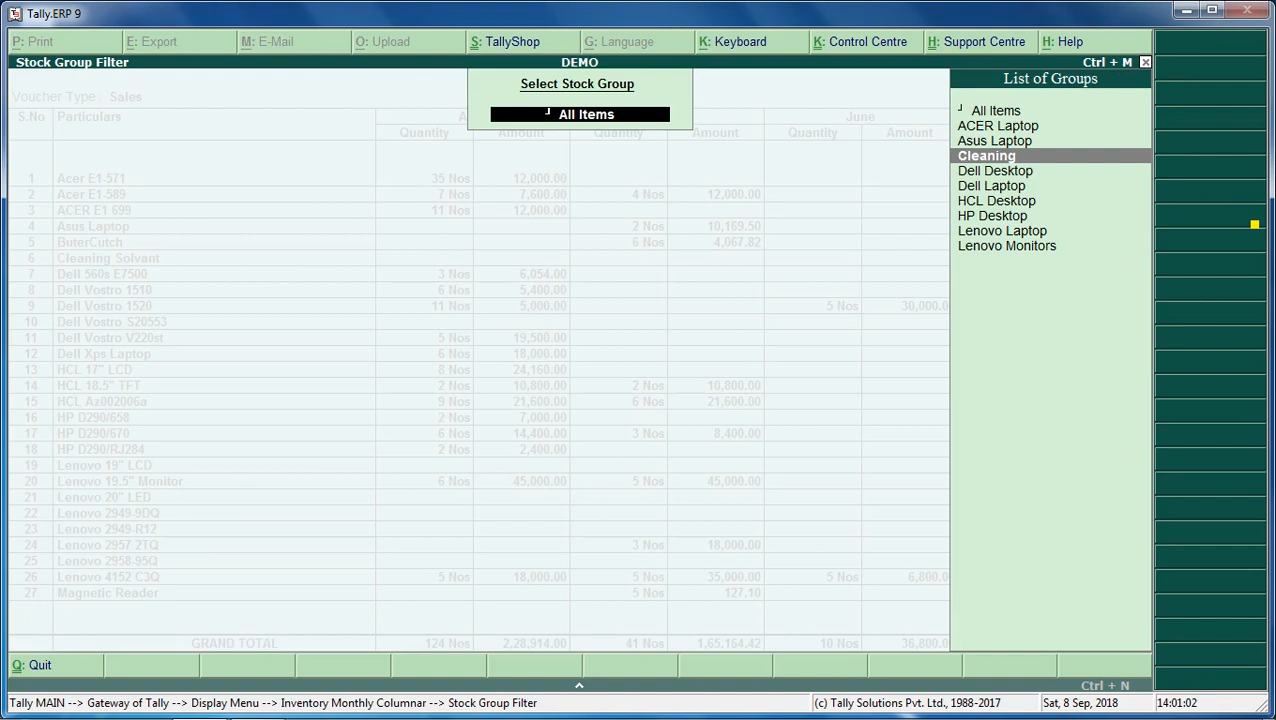 Tally.ERP 9
P: Print E: Export M: E-Mail O: Upload S: TallyShop G: Language K: Keyboard K: Control Centre H: Support Centre H: Help
Stock Group Filter DEMO Ctrl + M
Select Stock Group
All Items
List of Groups
All Items
ACER Laptop
Asus Laptop
Cleaning
Dell Desktop
Dell Laptop
HCL Desktop
HP Desktop
Lenovo Laptop
Lenovo Monitors
Voucher Type : Sales
S.No Particulars A June
Quantity Amount Quantity Amount Quantity Amount
1 Acer E1-571 35 Nos 12,000.00
2 Acer E1-589 7 Nos 7,600.00 4 Nos 12,000.00
3 ACER E1 699 11 Nos 12,000.00
4 Asus Laptop 2 Nos 10,169.50
5 ButerCutch 6 Nos 4,067.82
6 Cleaning Solvant
7 Dell 560s E7500 3 Nos 6,054.00
8 Dell Vostro 1510 6 Nos 5,400.00
9 Dell Vostro 1520 11 Nos 5,000.00 5 Nos 30,000.0
10 Dell Vostro S20553
11 Dell Vostro V220st 5 Nos 19,500.00
12 Dell Xps Laptop 6 Nos 18,000.00
13 HCL 17" LCD 8 Nos 24,160.00
14 HCL 18.5" TFT 2 Nos 10,800.00 2 Nos 10,800.00
15 HCL Az002006a 9 Nos 21,600.00 6 Nos 21,600.00
16 HP D290/658 2 Nos 7,000.00
17 HP D290/670 6 Nos 14,400.00 3 Nos 8,400.00
18 HP D290/RJ284 2 Nos 2,400.00
19 Lenovo 19" LCD
20 Lenovo 19.5" Monitor 6 Nos 45,000.00 5 Nos 45,000.00
21 Lenovo 20" LED
22 Lenovo 2949-9DQ
23 Lenovo 2949-R12
24 Lenovo 2957 2TQ 3 Nos 18,000.00
25 Lenovo 2958-95Q
26 Lenovo 4152 C3Q 5 Nos 18,000.00 5 Nos 35,000.00 5 Nos 6,800.0
27 Magnetic Reader 5 Nos 127.10
GRAND TOTAL 124 Nos 2,28,914.00 41 Nos 1,65,164.42 10 Nos 36,800.0
Q: Quit
Ctrl + N
Tally MAIN --> Gateway of Tally --> Display Menu --> Inventory Monthly Columnar --> Stock Group Filter (c) Tally Solutions Pvt. Ltd., 1988-2017 Sat, 8 Sep, 2018 14:01:02